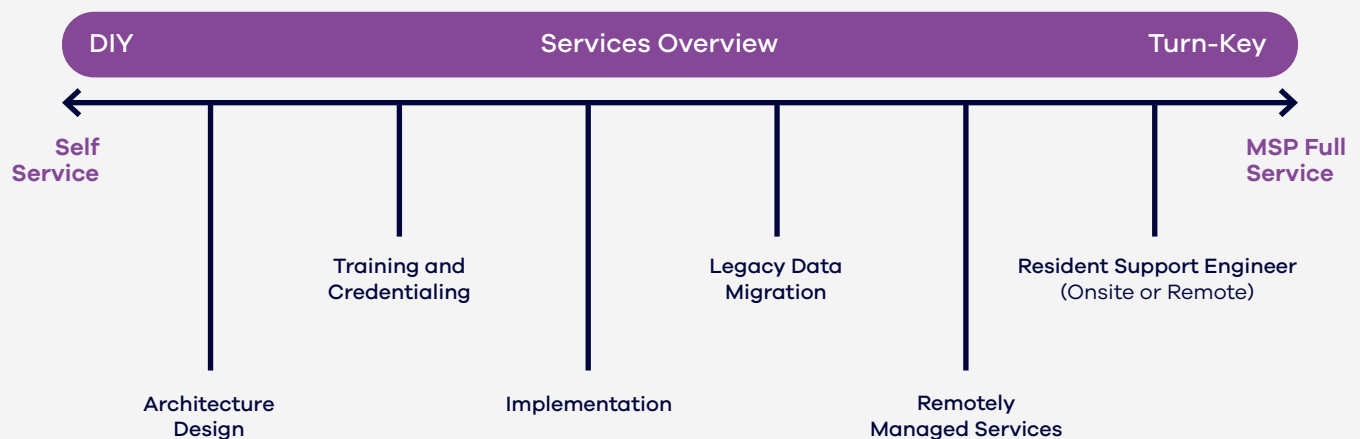 DIY Services Overview Turn-Key
Self
Service
MSP Full
Service
Training and
Credentialing
Legacy Data
Migration
Resident Support Engineer
(Onsite or Remote)
Architecture
Design
Implementation
Remotely
Managed Services